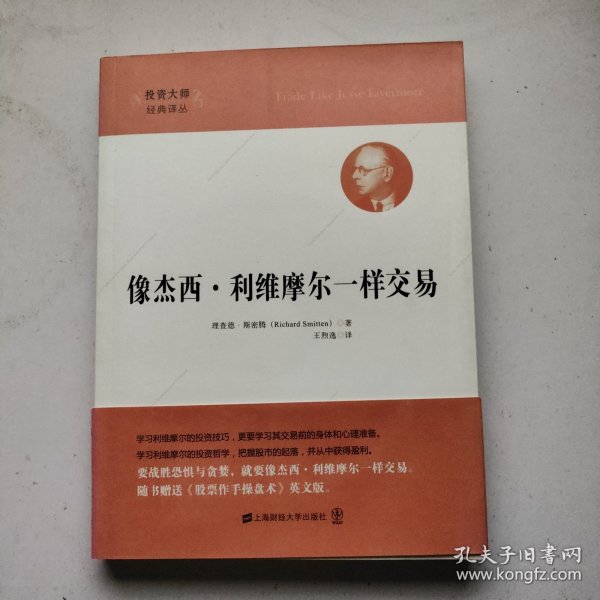 投资大师
经典译丛
Trade Like Jesse Livermore
像杰西·利维摩尔一样交易
理查德·斯密腾（Richard Smitten）◎著
王煦逸◎译
学习利维摩尔的投资技巧，更要学习其交易前的身体和心理准备。
学习利维摩尔的投资哲学，把握股市的起落，并从中获得盈利。
要战胜恐惧与贪婪，就要像杰西·利维摩尔一样交易。
随书赠送《股票作手操盘术》英文版。
上海财经大学出版社
WILEY
孔夫子旧书网
www.kongfz.com